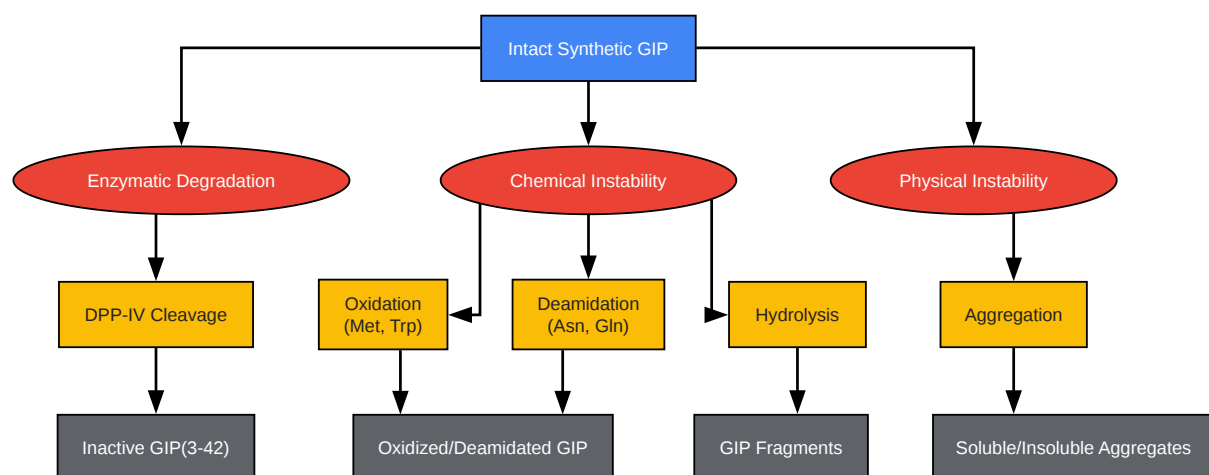 Intact Synthetic GIP
Enzymatic Degradation
Chemical Instability
Physical Instability
DPP-IV Cleavage
Oxidation
(Met, Trp)
Deamidation
(Asn, Gln)
Hydrolysis
Aggregation
Inactive GIP(3-42)
Oxidized/Deamidated GIP
GIP Fragments
Soluble/Insoluble Aggregates